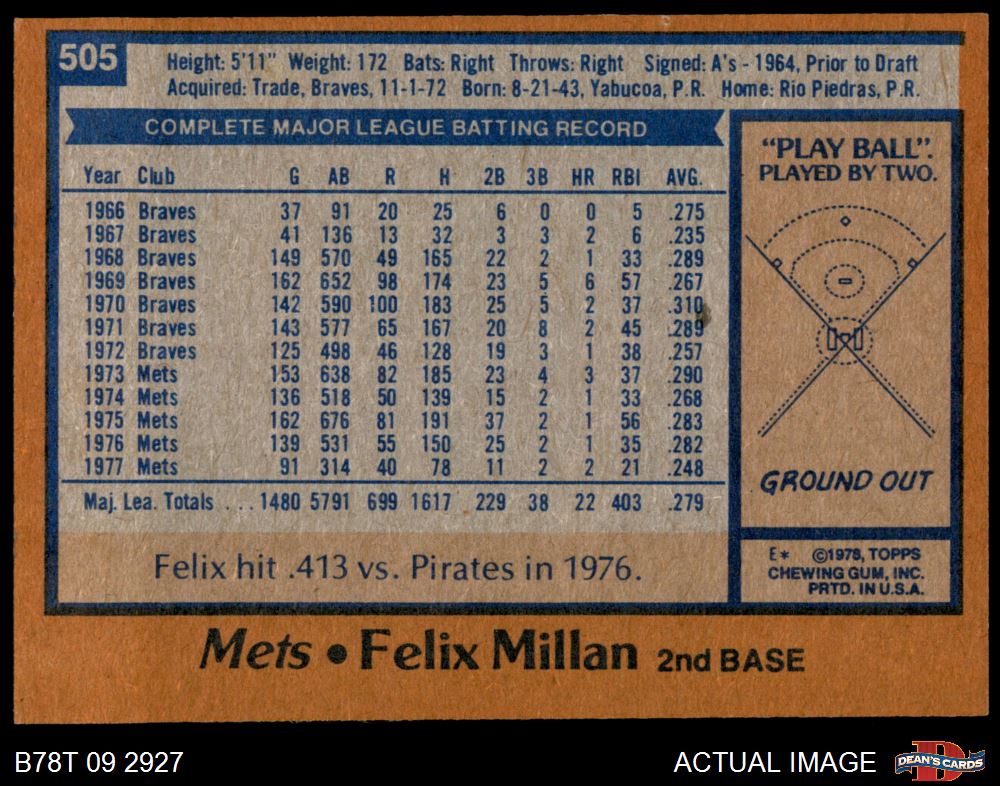 505
Height: 5'11" Weight: 172 Bats: Right Throws: Right Signed: A's - 1964, Prior to Draft
Acquired: Trade, Braves, 11-1-72 Born: 8-21-43, Yabucoa, P.R. Home: Rio Piedras, P.R.
COMPLETE MAJOR LEAGUE BATTING RECORD
Year Club G AB R H 2B 3B HR RBI AVG.
1966 Braves 37 91 20 25 6 0 0 5 .275
1967 Braves 41 136 13 32 3 3 2 6 .235
1968 Braves 149 570 49 165 22 2 1 33 .289
1969 Braves 162 652 98 174 23 5 6 57 .267
1970 Braves 142 590 100 183 25 5 2 37 .310
1971 Braves 143 577 65 167 20 8 2 45 .289
1972 Braves 125 498 46 128 19 3 1 38 .257
1973 Mets 153 638 82 185 23 4 3 37 .290
1974 Mets 136 518 50 139 15 2 1 33 .268
1975 Mets 162 676 81 191 37 2 1 56 .283
1976 Mets 139 531 55 150 25 2 1 35 .282
1977 Mets 91 314 40 78 11 2 2 21 .248
Maj. Lea. Totals . . . 1480 5791 699 1617 229 38 22 403 .279
Felix hit .413 vs. Pirates in 1976.
"PLAY BALL".
PLAYED BY TWO.
GROUND OUT
E* ©1978, TOPPS
CHEWING GUM, INC.
PRTD. IN U.S.A.
Mets • Felix Millan 2nd BASE
B78T 09 2927
ACTUAL IMAGE
D
DEAN'S CARDS